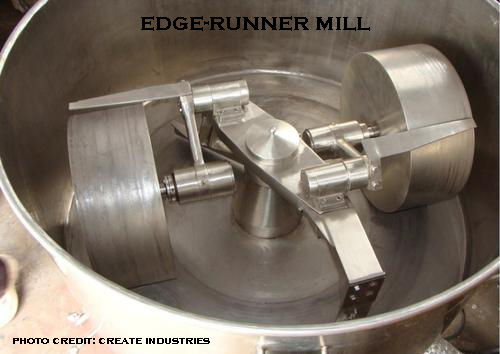 EDGE-RUNNER MILL
PHOTO CREDIT: CREATE INDUSTRIES